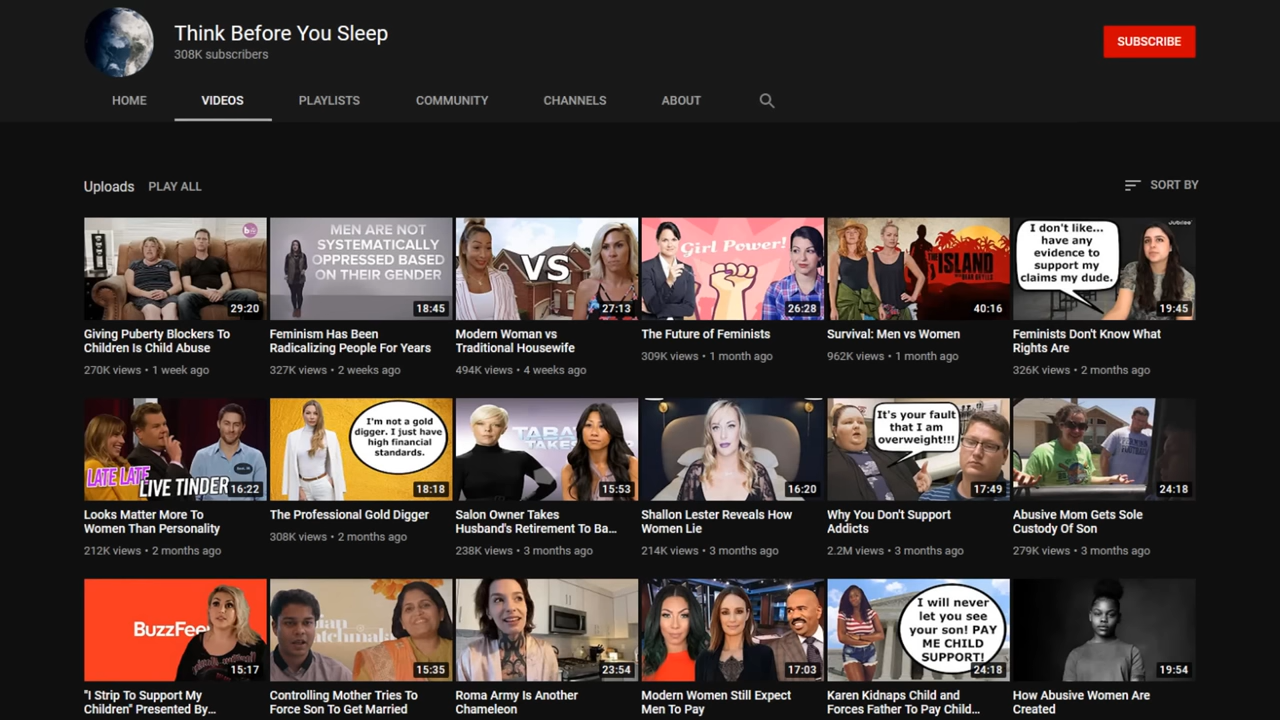 Think Before You Sleep
308K subscribers
SUBSCRIBE
HOME
VIDEOS
PLAYLISTS
COMMUNITY
CHANNELS
ABOUT
Uploads
PLAY ALL
SORT BY
29:20
Giving Puberty Blockers To
Children Is Child Abuse
270K views • 1 week ago
MEN ARE NOT
SYSTEMATICALLY
OPPRESSED BASED
ON THEIR GENDER
18:45
Feminism Has Been
Radicalizing People For Years
327K views • 2 weeks ago
VS
27:13
Modern Woman vs
Traditional Housewife
494K views • 4 weeks ago
Girl Power!
26:28
The Future of Feminists
309K views • 1 month ago
THE
ISLAND
40:16
Survival: Men vs Women
962K views • 1 month ago
Jubilee
I don't like...
have any
evidence to
support my
claims my dude.
19:45
Feminists Don't Know What
Rights Are
326K views • 2 months ago
LATE LATE
LIVE TINDER
16:22
Looks Matter More To
Women Than Personality
212K views • 2 months ago
I'm not a gold
digger. I just have
high financial
standards.
18:18
The Professional Gold Digger
308K views • 2 months ago
TABA
TAKES
15:53
Salon Owner Takes
Husband's Retirement To Ba...
238K views • 3 months ago
16:20
Shallon Lester Reveals How
Women Lie
214K views • 3 months ago
It's your fault
that I am
overweight!!!
17:49
Why You Don't Support
Addicts
2.2M views • 3 months ago
24:18
Abusive Mom Gets Sole
Custody Of Son
279K views • 3 months ago
BuzzFee
15:17
"I Strip To Support My
Children" Presented By...
ian
atchmak
15:35
Controlling Mother Tries To
Force Son To Get Married
23:54
Roma Army Is Another
Chameleon
17:03
Modern Women Still Expect
Men To Pay
I will never
let you see
your son! PAY
ME CHILD
SUPPORT!
24:18
Karen Kidnaps Child and
Forces Father To Pay Child...
19:54
How Abusive Women Are
Created